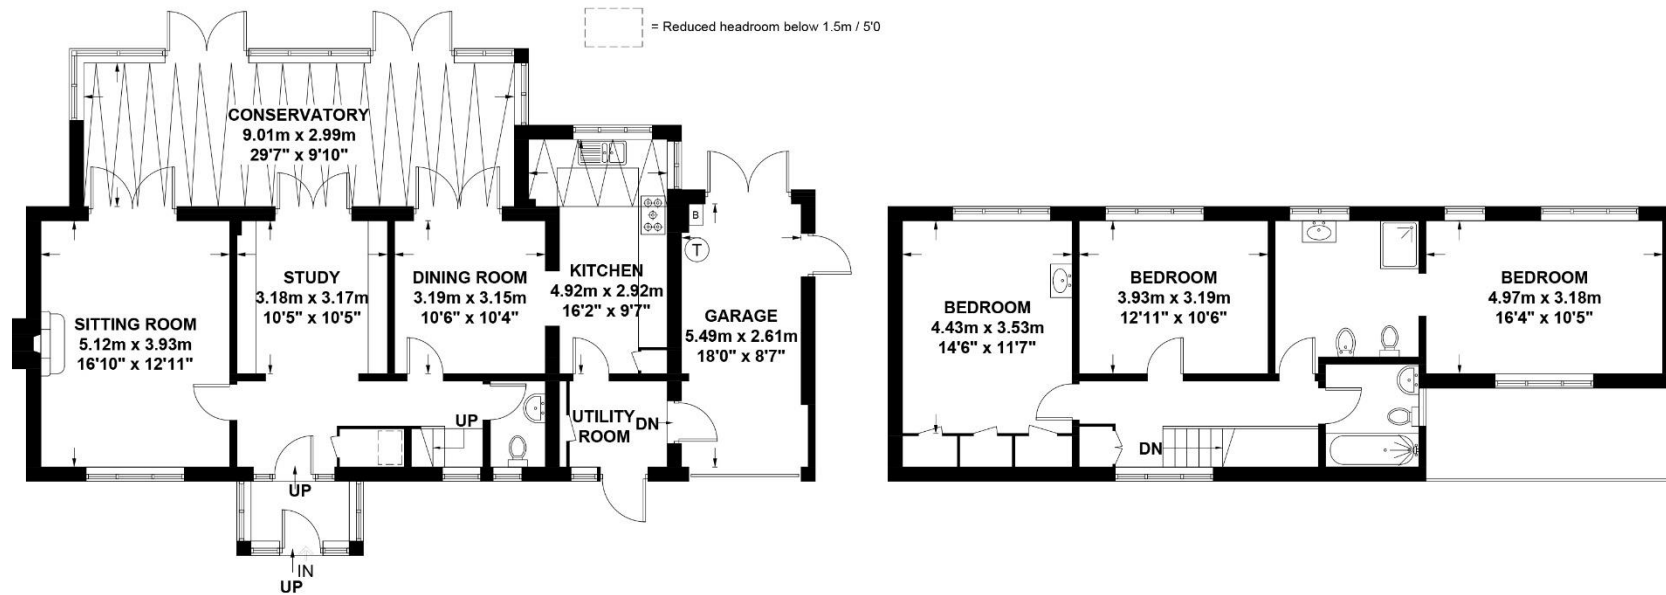 = Reduced headroom below 1.5m / 5'0
CONSERVATORY
9.01m x 2.99m
29'7" x 9'10"
SITTING ROOM
5.12m x 3.93m
16'10" x 12'11"
STUDY
3.18m x 3.17m
10'5" x 10'5"
DINING ROOM
3.19m x 3.15m
10'6" x 10'4"
KITCHEN
4.92m x 2.92m
16'2" x 9'7"
B
T
GARAGE
5.49m x 2.61m
18'0" x 8'7"
UP
UTILITY
ROOM
DN
UP
IN
UP
BEDROOM
4.43m x 3.53m
14'6" x 11'7"
BEDROOM
3.93m x 3.19m
12'11" x 10'6"
BEDROOM
4.97m x 3.18m
16'4" x 10'5"
DN